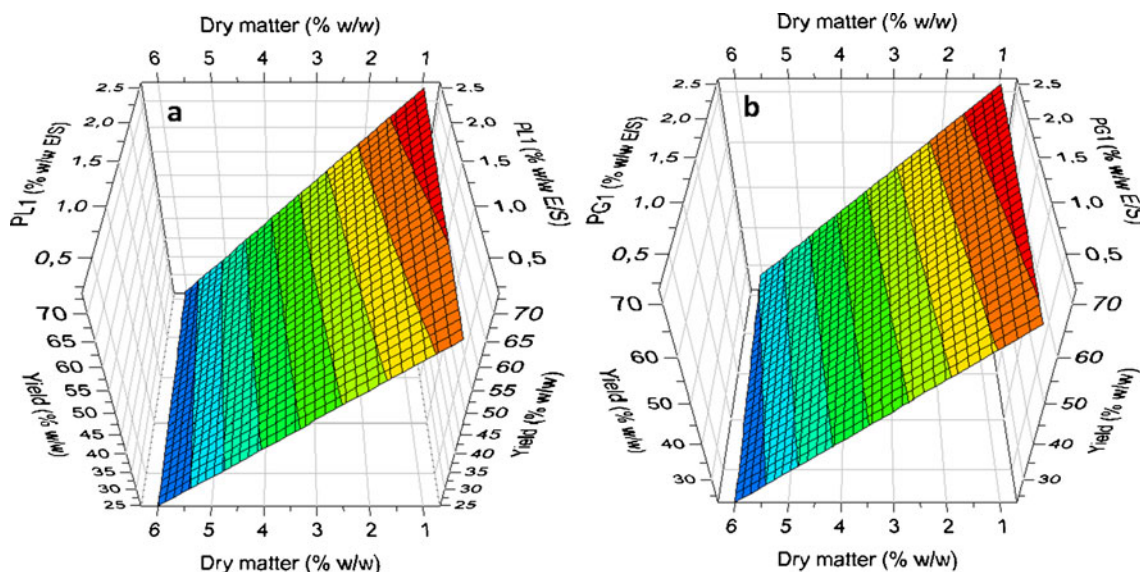 Dry matter (% w/w)
6 5 4 3 2 1
a
2.5
2,0
1.5
1.0
0,5
PL1 (% w/w E/S)
2.5
2.0
1.5
1.0
0,5
PL1 (% w/w E/S)
70
65
60
55
50
45
40
35
30
25
Yield (% w/w)
70
65
60
55
50
45
40
35
30
25
Yield (% w/w)
6 5 4 3 2 1
Dry matter (% w/w)
Dry matter (% w/w)
6 5 4 3 2 1
b
2.5
2.0
1.5
1.0
0.5
PG1 (% w/w E/S)
2.5
2.0
1.5
1.0
0,5
PG1 (% w/w E/S)
70
60
50
40
30
Yield (% w/w)
70
60
50
40
30
Yield (% w/w)
6 5 4 3 2 1
Dry matter (% w/w)